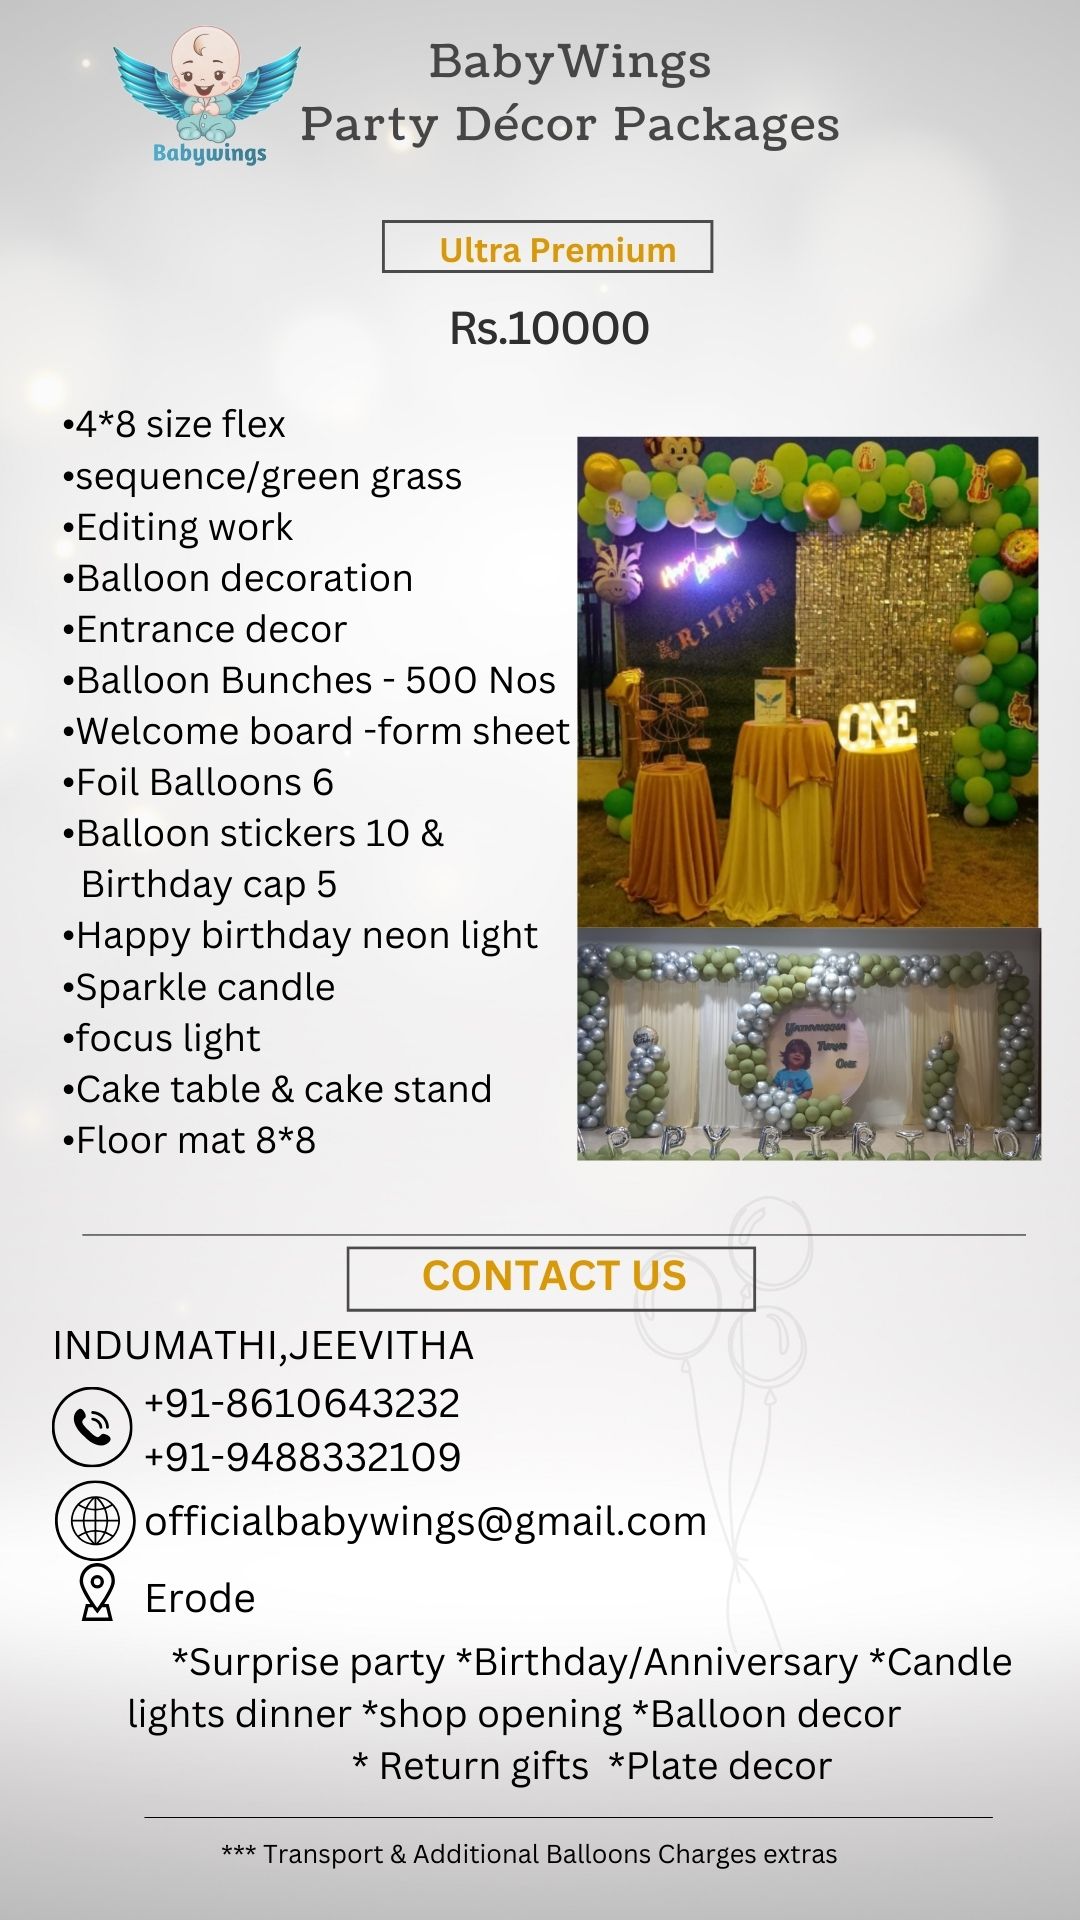 BabyWings
Party Décor Packages
Babywings
Ultra Premium
Rs.10000
•4*8 size flex
•sequence/green grass
•Editing work
•Balloon decoration
•Entrance decor
•Balloon Bunches - 500 Nos
•Welcome board -form sheet
•Foil Balloons 6
•Balloon stickers 10 &
Birthday cap 5
•Happy birthday neon light
•Sparkle candle
•focus light
•Cake table & cake stand
•Floor mat 8*8
Happy
Birthday
KRITHIN
ONE
Turns
One
PPY BIRTHD
CONTACT US
INDUMATHI,JEEVITHA
+91-8610643232
+91-9488332109
officialbabywings@gmail.com
Erode
*Surprise party *Birthday/Anniversary *Candle
lights dinner *shop opening *Balloon decor
* Return gifts *Plate decor
*** Transport & Additional Balloons Charges extras